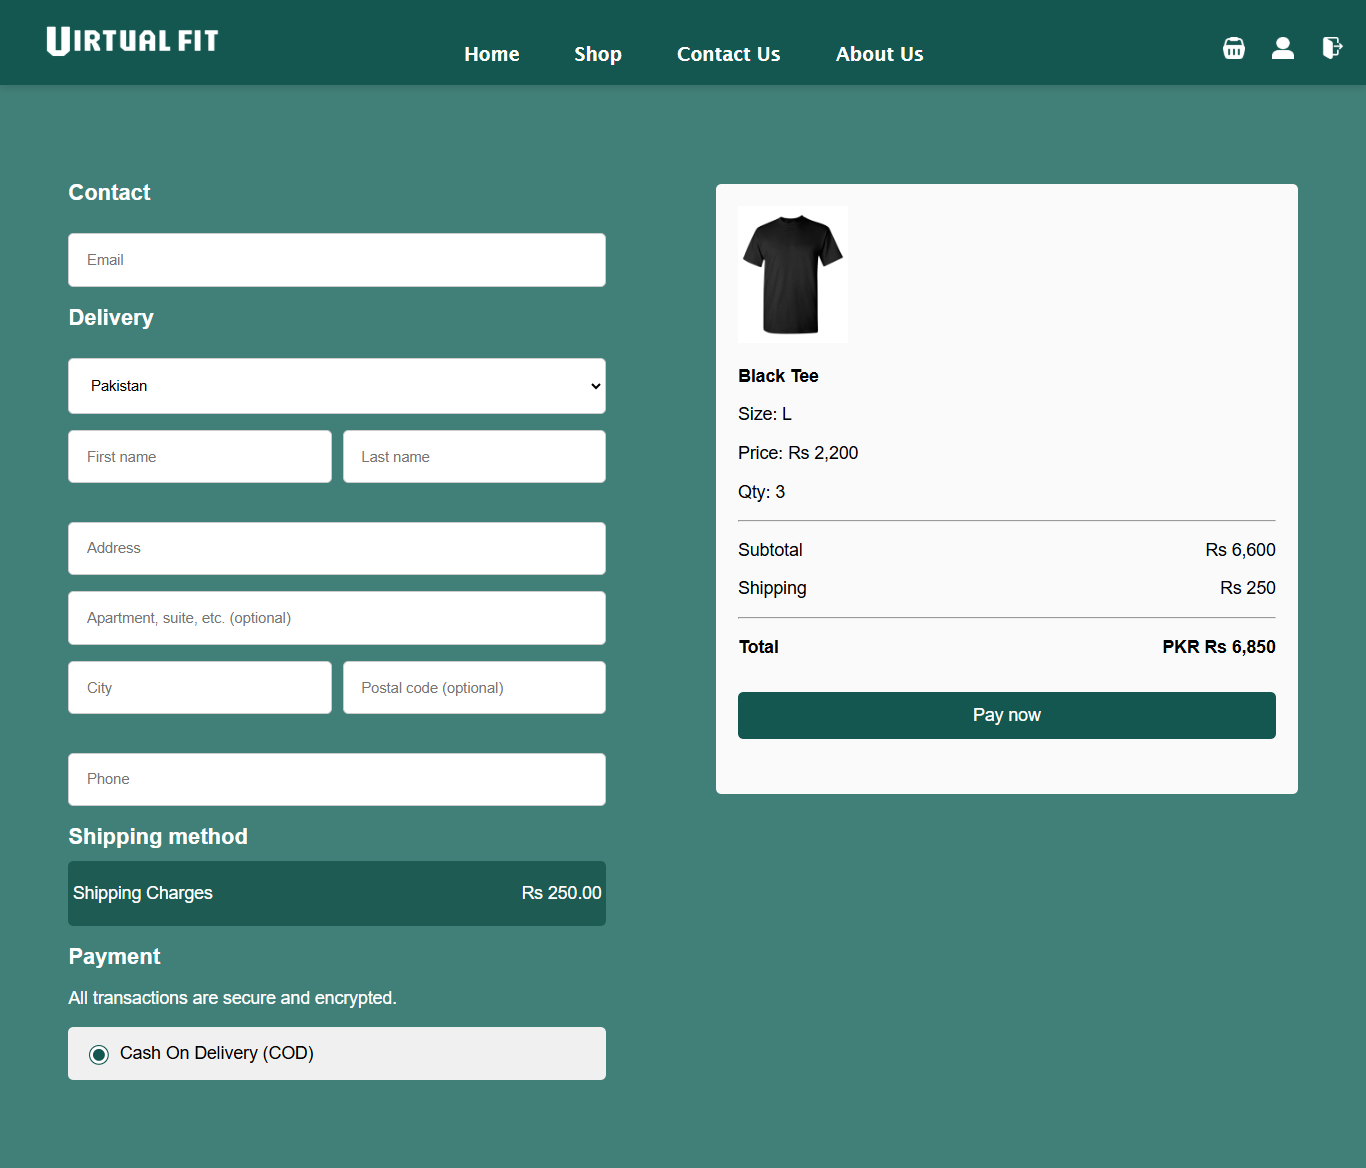 VIRTUAL FIT
Home Shop Contact Us About Us
Contact
Email
Delivery
Pakistan
First name Last name
Address
Apartment, suite, etc. (optional)
City Postal code (optional)
Phone
Shipping method
Shipping Charges Rs 250.00
Payment
All transactions are secure and encrypted.
Cash On Delivery (COD)
Black Tee
Size: L
Price: Rs 2,200
Qty: 3
Subtotal Rs 6,600
Shipping Rs 250
Total PKR Rs 6,850
Pay now